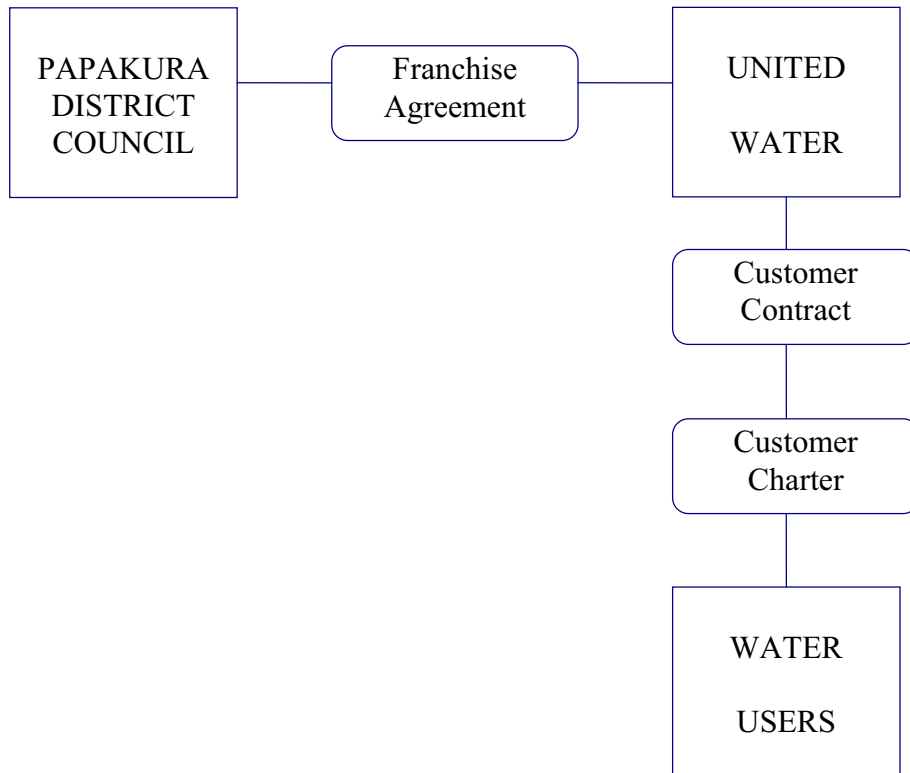 PAPAKURA
DISTRICT
COUNCIL
Franchise
Agreement
UNITED
WATER
Customer
Contract
Customer
Charter
WATER
USERS